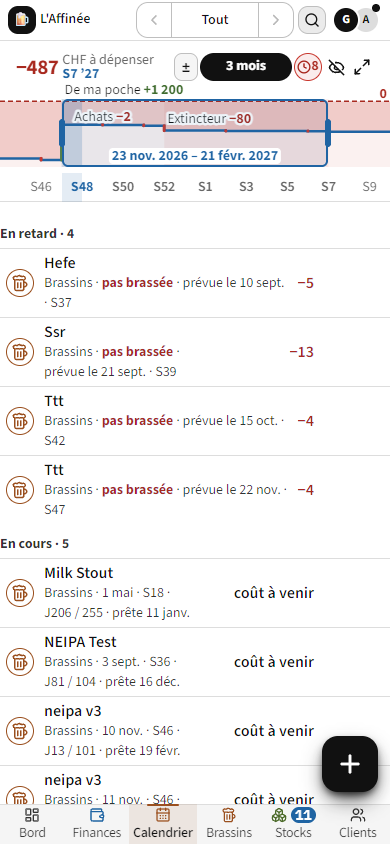 L'Affinée
Tout
G
A
−487
CHF à dépenser
S7 ’27
±
3 mois
8
De ma poche +1 200
0
Achats −2
Extincteur −80
23 nov. 2026 – 21 févr. 2027
S46
S48
S50
S52
S1
S3
S5
S7
S9
En retard · 4
Hefe
Brassins · pas brassée · prévue le 10 sept.
· S37
−5
Ssr
Brassins · pas brassée ·
prévue le 21 sept. · S39
−13
Ttt
Brassins · pas brassée · prévue le 15 oct. ·
S42
−4
Ttt
Brassins · pas brassée · prévue le 22 nov. ·
S47
−4
En cours · 5
Milk Stout
Brassins · 1 mai · S18 ·
J206 / 255 · prête 11 janv.
coût à venir
NEIPA Test
Brassins · 3 sept. · S36 ·
J81 / 104 · prête 16 déc.
coût à venir
neipa v3
Brassins · 10 nov. · S46 ·
J13 / 101 · prête 19 févr.
coût à venir
neipa v3
Brassins · 11 nov. · S46 ·
coût à venir
+
Bord
Finances
Calendrier
Brassins
11
Stocks
Clients